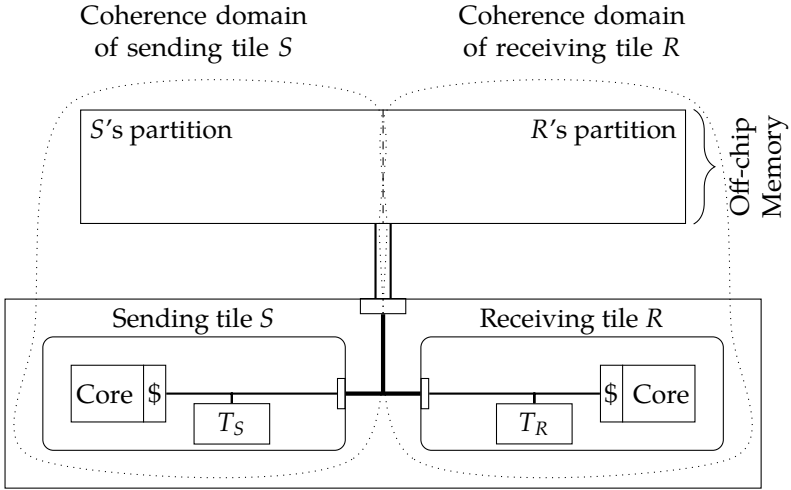 Coherence domain
of sending tile S
Coherence domain
of receiving tile R
S's partition
R's partition
Off-chip
Memory
Sending tile S
Receiving tile R
Core
$
T_S
$
Core
T_R